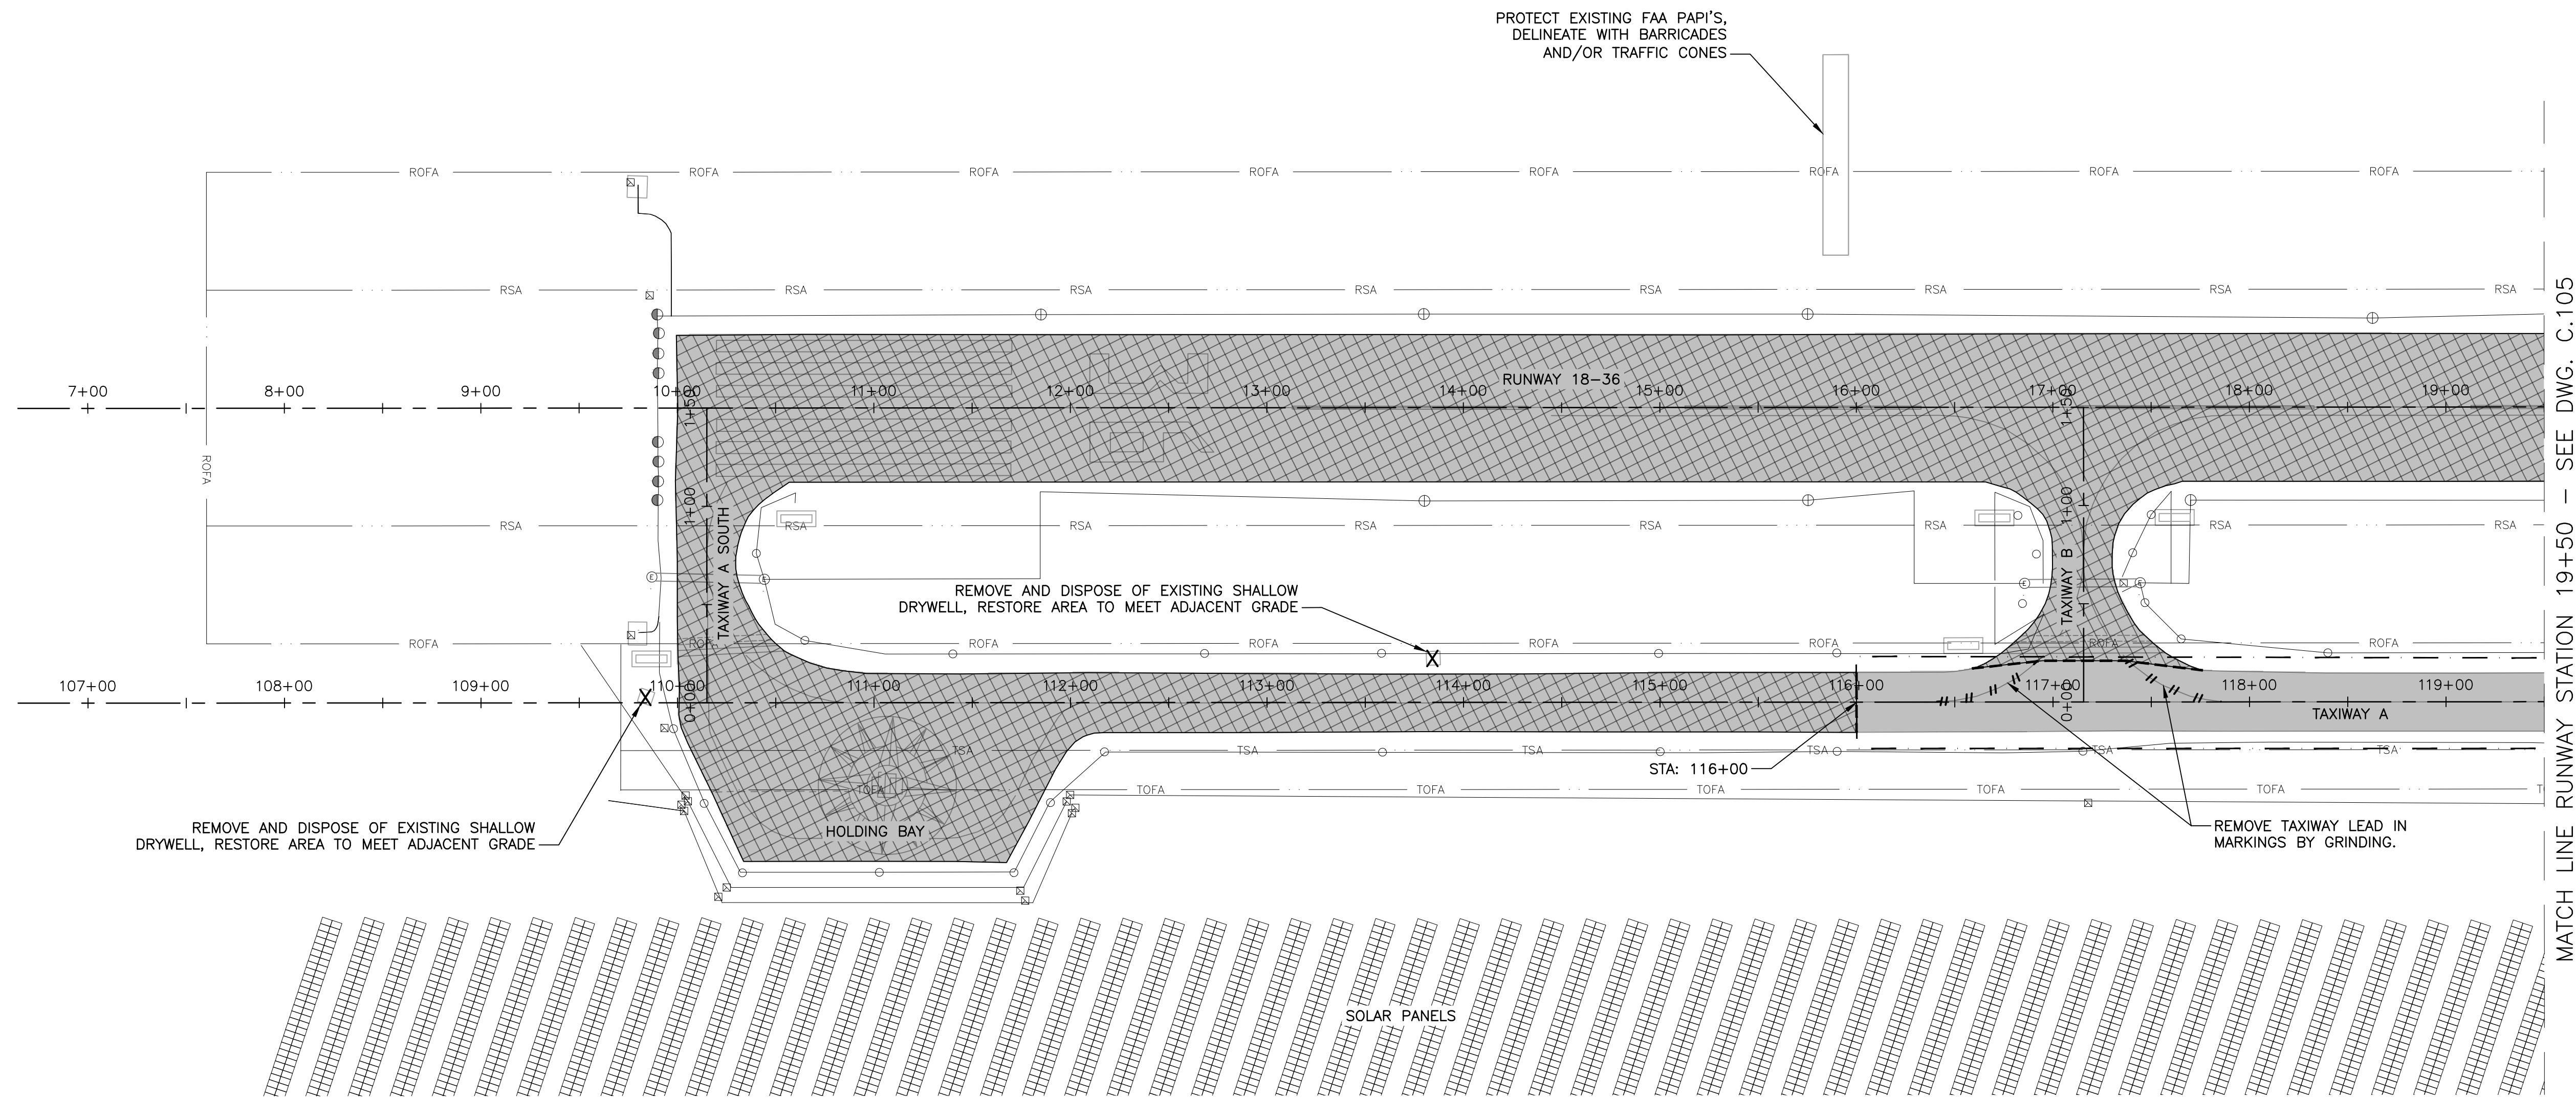 PROTECT EXISTING FAA PAPI'S,
DELINEATE WITH BARRICADES
AND/OR TRAFFIC CONES
ROFA ROFA ROFA ROFA ROFA ROFA ROFA ROFA
RSA RSA RSA RSA RSA RSA RSA RSA
RUNWAY 18-36
7+00 8+00 9+00 10+00 11+00 12+00 13+00 14+00 15+00 16+00 17+00 18+00 19+00
1+50
1+50
ROFA
1+00
1+00
TAXIWAY A SOUTH
TAXIWAY B
RSA RSA RSA RSA RSA RSA RSA RSA
E
E
E
E
REMOVE AND DISPOSE OF EXISTING SHALLOW
DRYWELL, RESTORE AREA TO MEET ADJACENT GRADE
ROFA ROFA ROFA ROFA ROFA ROFA ROFA ROFA
107+00 108+00 109+00 110+00 111+00 112+00 113+00 114+00 115+00 116+00 117+00 118+00 119+00
0+00
0+00
TAXIWAY A
TSA TSA TSA TSA TSA TSA
STA: 116+00
TOFA TOFA TOFA TOFA TOFA TOFA
REMOVE AND DISPOSE OF EXISTING SHALLOW
DRYWELL, RESTORE AREA TO MEET ADJACENT GRADE
HOLDING BAY
REMOVE TAXIWAY LEAD IN
MARKINGS BY GRINDING.
SOLAR PANELS
MATCH LINE RUNWAY STATION 19+50 - SEE DWG. C.105